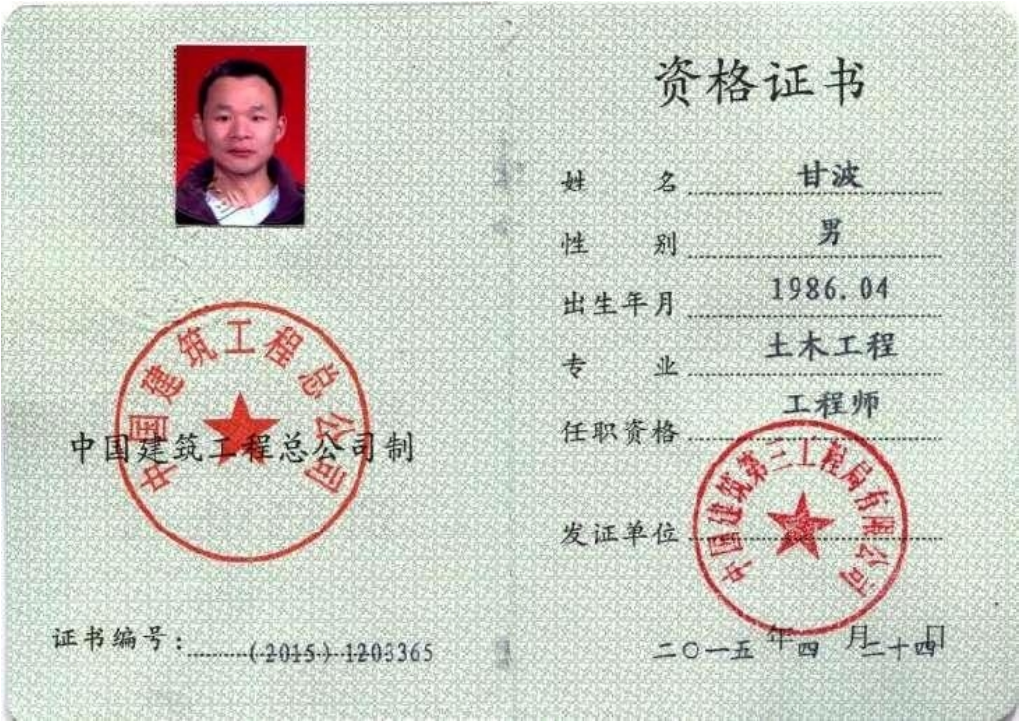 中国建筑工程总公司
中国建筑工程总公司制
证书编号：(2015) 1203365
资格证书
姓 名 甘波
性 别 男
出生年月 1986.04
专 业 土木工程
任职资格 工程师
发证单位
中国建筑第三工程局有限公司
二〇一五 年 四 月 二十四日